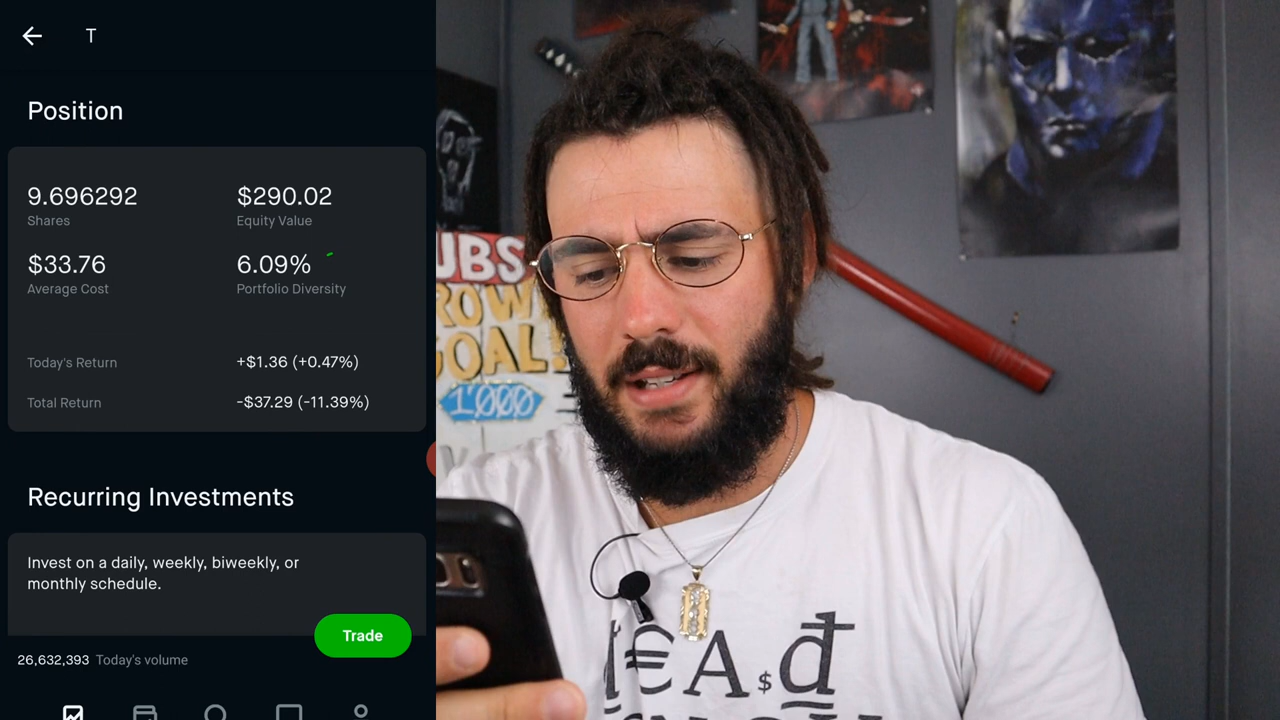 T
Position
9.696292
$290.02
Shares
Equity Value
$33.76
6.09%
Average Cost
Portfolio Diversity
Today's Return
+$1.36 (+0.47%)
Total Return
-$37.29 (-11.39%)
Recurring Investments
Invest on a daily, weekly, biweekly, or
monthly schedule.
Trade
26,632,393 Today's volume
UBS
ROW
GOAL!
1'000